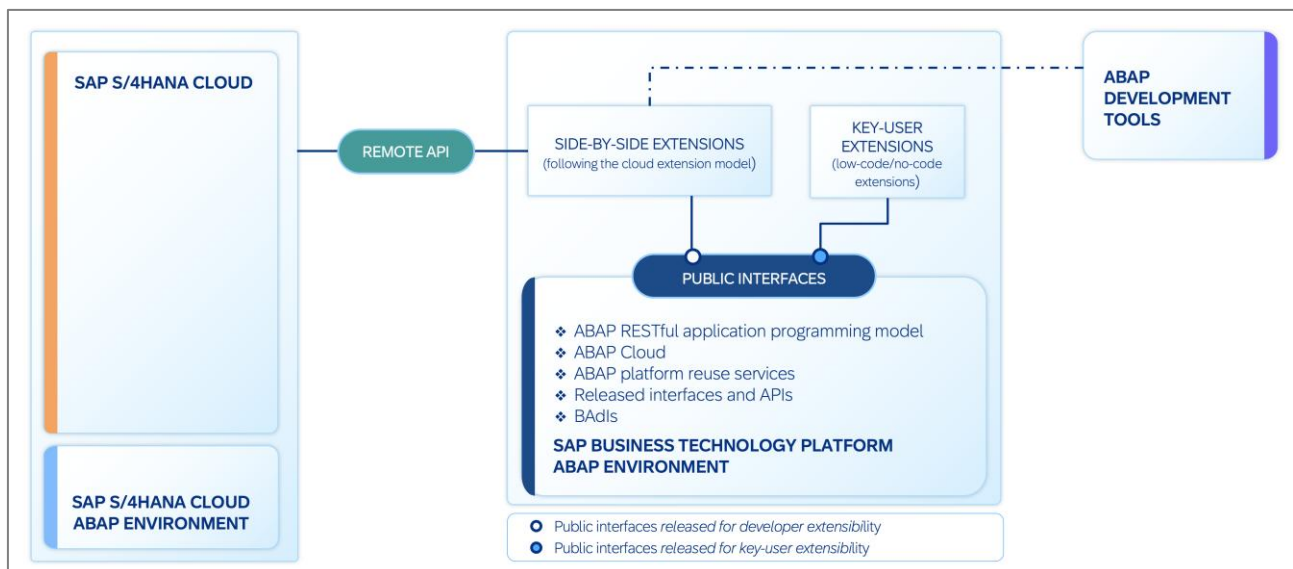 SAP S/4HANA CLOUD
SAP S/4HANA CLOUD
ABAP ENVIRONMENT
REMOTE API
SIDE-BY-SIDE EXTENSIONS
(following the cloud extension model)
KEY-USER
EXTENSIONS
(low-code/no-code
extensions)
ABAP
DEVELOPMENT
TOOLS
PUBLIC INTERFACES
❖ ABAP RESTful application programming model
❖ ABAP Cloud
❖ ABAP platform reuse services
❖ Released interfaces and APIs
❖ BAdIs
SAP BUSINESS TECHNOLOGY PLATFORM
ABAP ENVIRONMENT
Public interfaces released for developer extensibility
Public interfaces released for key-user extensibility